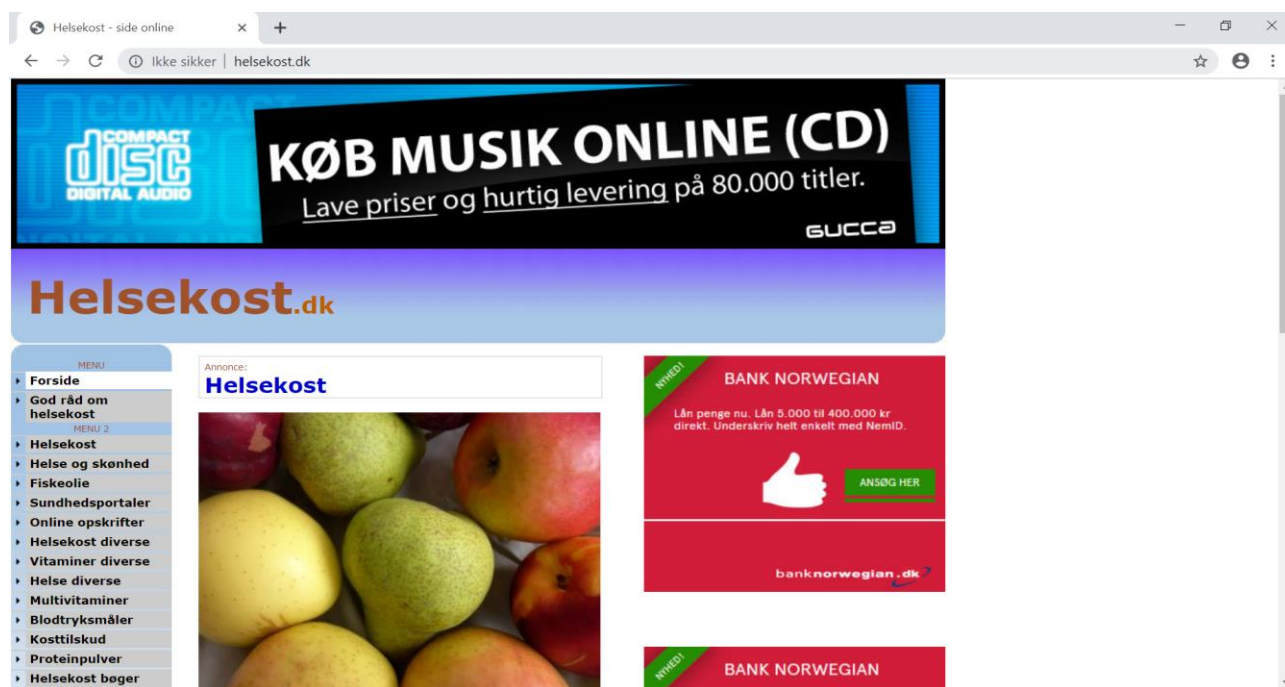 Helsekost - side online
Ikke sikker | helsekost.dk
COMPACT
COMPACT
disc
DIGITAL AUDIO
KØB MUSIK ONLINE (CD)
Lave priser og hurtig levering på 80.000 titler.
GUCCA
Helsekost.dk
MENU
Forside
God råd om
helsekost
MENU 2
Helsekost
Helse og skønhed
Fiskeolie
Sundhedsportaler
Online opskrifter
Helsekost diverse
Vitaminer diverse
Helse diverse
Multivitaminer
Blodtryksmåler
Kosttilskud
Proteinpulver
Helsekost bøger
Annonce:
Helsekost
NYHED!
BANK NORWEGIAN
Lån penge nu. Lån 5.000 til 400.000 kr
direkt. Underskriv helt enkelt med NemID.
ANSØG HER
banknorwegian.dk
NYHED!
BANK NORWEGIAN